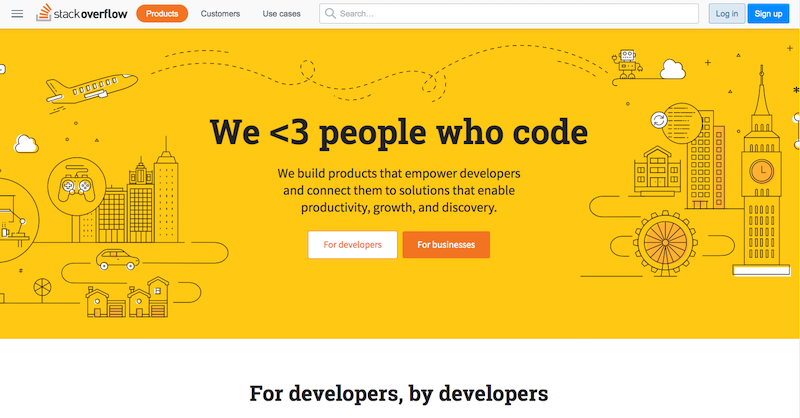 stackoverflow
Products
Customers
Use cases
Search...
Log in
Sign up
We <3 people who code
We build products that empower developers
and connect them to solutions that enable
productivity, growth, and discovery.
For developers
For businesses
For developers, by developers